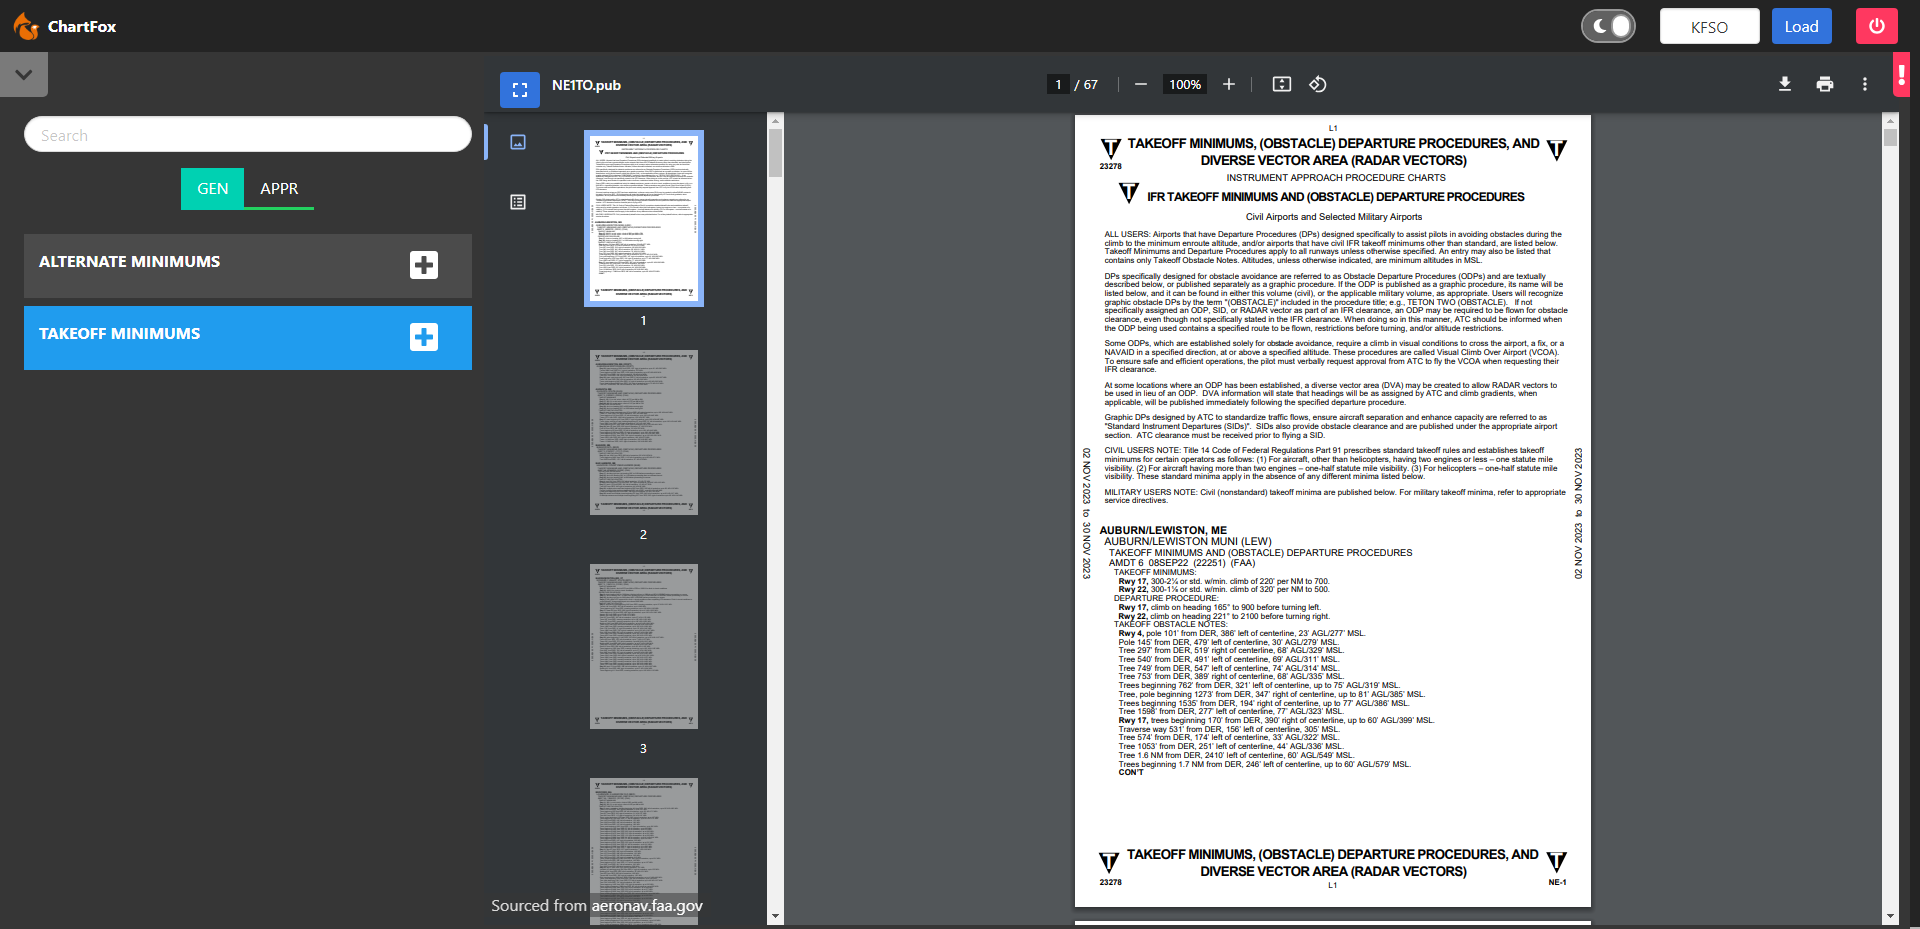 ChartFox
KFSO
Load
NE1TO.pub
1 / 67
100%
Search
GEN
APPR
ALTERNATE MINIMUMS
TAKEOFF MINIMUMS
1
2
3
Sourced from aeronav.faa.gov
L1
TAKEOFF MINIMUMS, (OBSTACLE) DEPARTURE PROCEDURES, AND
DIVERSE VECTOR AREA (RADAR VECTORS)
23278
INSTRUMENT APPROACH PROCEDURE CHARTS
IFR TAKEOFF MINIMUMS AND (OBSTACLE) DEPARTURE PROCEDURES
Civil Airports and Selected Military Airports
ALL USERS: Airports that have Departure Procedures (DPs) designed specifically to assist pilots in avoiding obstacles during the
climb to the minimum enroute altitude, and/or airports that have civil IFR takeoff minimums other than standard, are listed below.
Takeoff Minimums and Departure Procedures apply to all runways unless otherwise specified. An entry may also be listed that
contains only Takeoff Obstacle Notes. Altitudes, unless otherwise indicated, are minimum altitudes in MSL.
DPs specifically designed for obstacle avoidance are referred to as Obstacle Departure Procedures (ODPs) and are textually
described below, or published separately as a graphic procedure. If the ODP is published as a graphic procedure, its name will be
listed below, and it can be found in either this volume (civil), or the applicable military volume, as appropriate. Users will recognize
graphic obstacle DPs by the term "(OBSTACLE)" included in the procedure title; e.g., TETON TWO (OBSTACLE). If not
specifically assigned an ODP, SID, or RADAR vector as part of an IFR clearance, an ODP may be required to be flown for obstacle
clearance, even though not specifically stated in the IFR clearance. When doing so in this manner, ATC should be informed when
the ODP being used contains a specified route to be flown, restrictions before turning, and/or altitude restrictions.
Some ODPs, which are established solely for obstacle avoidance, require a climb in visual conditions to cross the airport, a fix, or a
NAVAID in a specified direction, at or above a specified altitude. These procedures are called Visual Climb Over Airport (VCOA).
To ensure safe and efficient operations, the pilot must verbally request approval from ATC to fly the VCOA when requesting their
IFR clearance.
At some locations where an ODP has been established, a diverse vector area (DVA) may be created to allow RADAR vectors to
be used in lieu of an ODP. DVA information will state that headings will be as assigned by ATC and climb gradients, when
applicable, will be published immediately following the specified departure procedure.
Graphic DPs designed by ATC to standardize traffic flows, ensure aircraft separation and enhance capacity are referred to as
"Standard Instrument Departures (SIDs)". SIDs also provide obstacle clearance and are published under the appropriate airport
section. ATC clearance must be received prior to flying a SID.
CIVIL USERS NOTE: Title 14 Code of Federal Regulations Part 91 prescribes standard takeoff rules and establishes takeoff
minimums for certain operators as follows: (1) For aircraft, other than helicopters, having two engines or less – one statute mile
visibility. (2) For aircraft having more than two engines – one-half statute mile visibility. (3) For helicopters – one-half statute mile
visibility. These standard minima apply in the absence of any different minima listed below.
MILITARY USERS NOTE: Civil (nonstandard) takeoff minima are published below. For military takeoff minima, refer to appropriate
service directives.
02 NOV 2023 to 30 NOV 2023
02 NOV 2023 to 30 NOV 2023
AUBURN/LEWISTON, ME
AUBURN/LEWISTON MUNI (LEW)
TAKEOFF MINIMUMS AND (OBSTACLE) DEPARTURE PROCEDURES
AMDT 6 08SEP22 (22251) (FAA)
TAKEOFF MINIMUMS:
Rwy 17, 300-2¼ or std. w/min. climb of 220' per NM to 700.
Rwy 22, 300-1⅛ or std. w/min. climb of 320' per NM to 500.
DEPARTURE PROCEDURE:
Rwy 17, climb on heading 165° to 900 before turning left.
Rwy 22, climb on heading 221° to 2100 before turning right.
TAKEOFF OBSTACLE NOTES:
Rwy 4, pole 101' from DER, 386' left of centerline, 23' AGL/277' MSL.
Pole 145' from DER, 479' left of centerline, 30' AGL/279' MSL.
Tree 297' from DER, 519' right of centerline, 68' AGL/329' MSL.
Tree 540' from DER, 491' left of centerline, 69' AGL/311' MSL.
Tree 749' from DER, 547' left of centerline, 74' AGL/314' MSL.
Tree 753' from DER, 389' right of centerline, 68' AGL/335' MSL.
Trees beginning 762' from DER, 321' left of centerline, up to 75' AGL/319' MSL.
Tree, pole beginning 1273' from DER, 347' right of centerline, up to 81' AGL/385' MSL.
Trees beginning 1535' from DER, 194' right of centerline, up to 77' AGL/386' MSL.
Tree 1598' from DER, 277' left of centerline, 77' AGL/323' MSL.
Rwy 17, trees beginning 170' from DER, 390' right of centerline, up to 60' AGL/399' MSL.
Traverse way 531' from DER, 156' left of centerline, 305' MSL.
Tree 574' from DER, 174' left of centerline, 33' AGL/322' MSL.
Tree 1053' from DER, 251' left of centerline, 44' AGL/336' MSL.
Tree 1.6 NM from DER, 2410' left of centerline, 60' AGL/549' MSL.
Trees beginning 1.7 NM from DER, 246' left of centerline, up to 60' AGL/579' MSL.
CON'T
TAKEOFF MINIMUMS, (OBSTACLE) DEPARTURE PROCEDURES, AND
DIVERSE VECTOR AREA (RADAR VECTORS)
23278
NE-1
L1